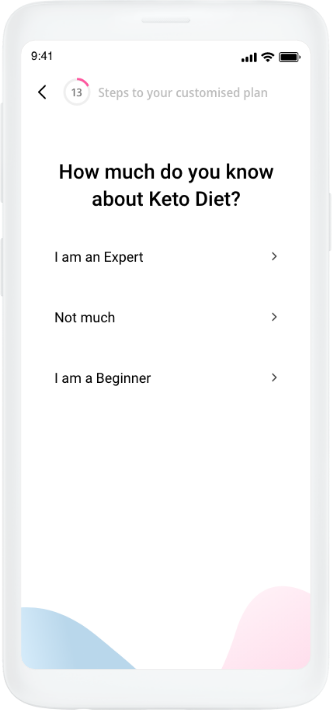 9:41
13 Steps to your customised plan
How much do you know
about Keto Diet?
I am an Expert
Not much
I am a Beginner